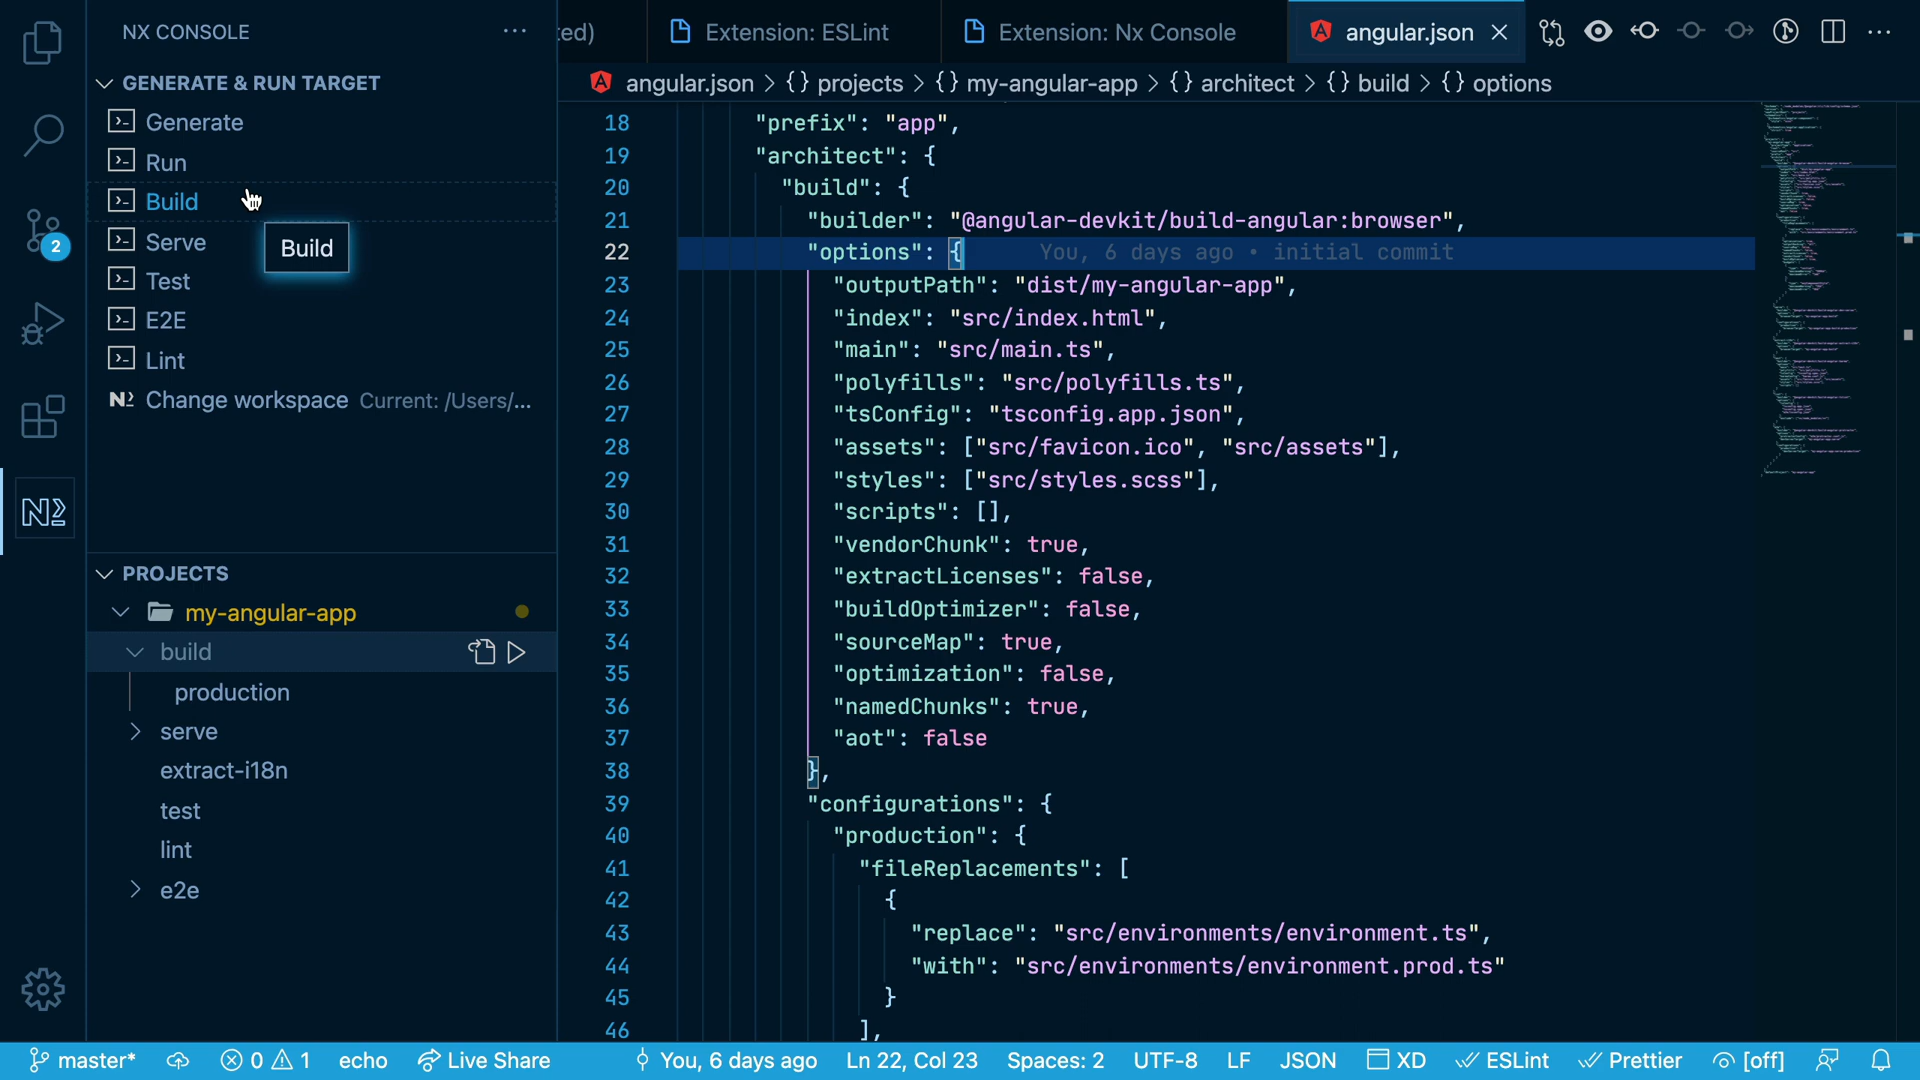 NX CONSOLE
GENERATE & RUN TARGET
Generate
Run
Build
Build
Serve
Test
E2E
Lint
Change workspace Current: /Users/...
2
PROJECTS
my-angular-app
build
production
serve
extract-i18n
test
lint
e2e
ed)
Extension: ESLint
Extension: Nx Console
angular.json
angular.json > {} projects > {} my-angular-app > {} architect > {} build > {} options
18 "prefix": "app",
19 "architect": {
20 "build": {
21 "builder": "@angular-devkit/build-angular:browser",
22 "options": { You, 6 days ago • initial commit
23 "outputPath": "dist/my-angular-app",
24 "index": "src/index.html",
25 "main": "src/main.ts",
26 "polyfills": "src/polyfills.ts",
27 "tsConfig": "tsconfig.app.json",
28 "assets": ["src/favicon.ico", "src/assets"],
29 "styles": ["src/styles.scss"],
30 "scripts": [],
31 "vendorChunk": true,
32 "extractLicenses": false,
33 "buildOptimizer": false,
34 "sourceMap": true,
35 "optimization": false,
36 "namedChunks": true,
37 "aot": false
38 },
39 "configurations": {
40 "production": {
41 "fileReplacements": [
42 {
43 "replace": "src/environments/environment.ts",
44 "with": "src/environments/environment.prod.ts"
45 }
46 ],
master* 0 1 echo Live Share You, 6 days ago Ln 22, Col 23 Spaces: 2 UTF-8 LF JSON XD ESLint Prettier [off]